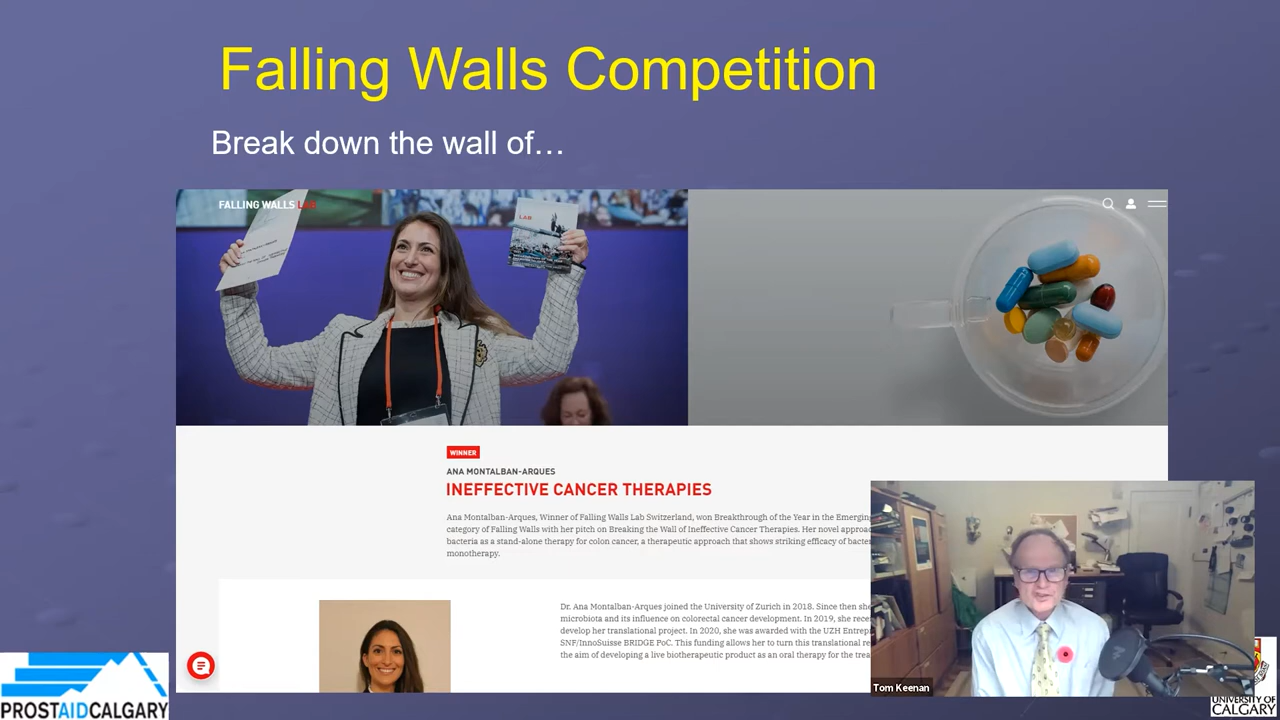 Falling Walls Competition
Break down the wall of…
FALLING WALLS LAB
LAB
WINNER
ANA MONTALBAN-ARQUES
INEFFECTIVE CANCER THERAPIES
Ana Montalban-Arques, Winner of Falling Walls Lab Switzerland, won Breakthrough of the Year in the Emerging
category of Falling Walls with her pitch on Breaking the Wall of Ineffective Cancer Therapies. Her novel
bacteria as a stand-alone therapy for colon cancer, a therapeutic approach that shows striking efficacy of
monotherapy.
Dr. Ana Montalban-Arques joined the University of Zurich in 2018. Since then she
microbiota and its influence on colorectal cancer development. In 2019, she
develop her translational project. In 2020, she was awarded with the UZH
SNF/InnoSuisse BRIDGE PoC. This funding allows her to turn this translational
the aim of developing a live biotherapeutic product as an oral therapy for the
Tom Keenan
PROSTAIDCALGARY
UNIVERSITY OF
CALGARY